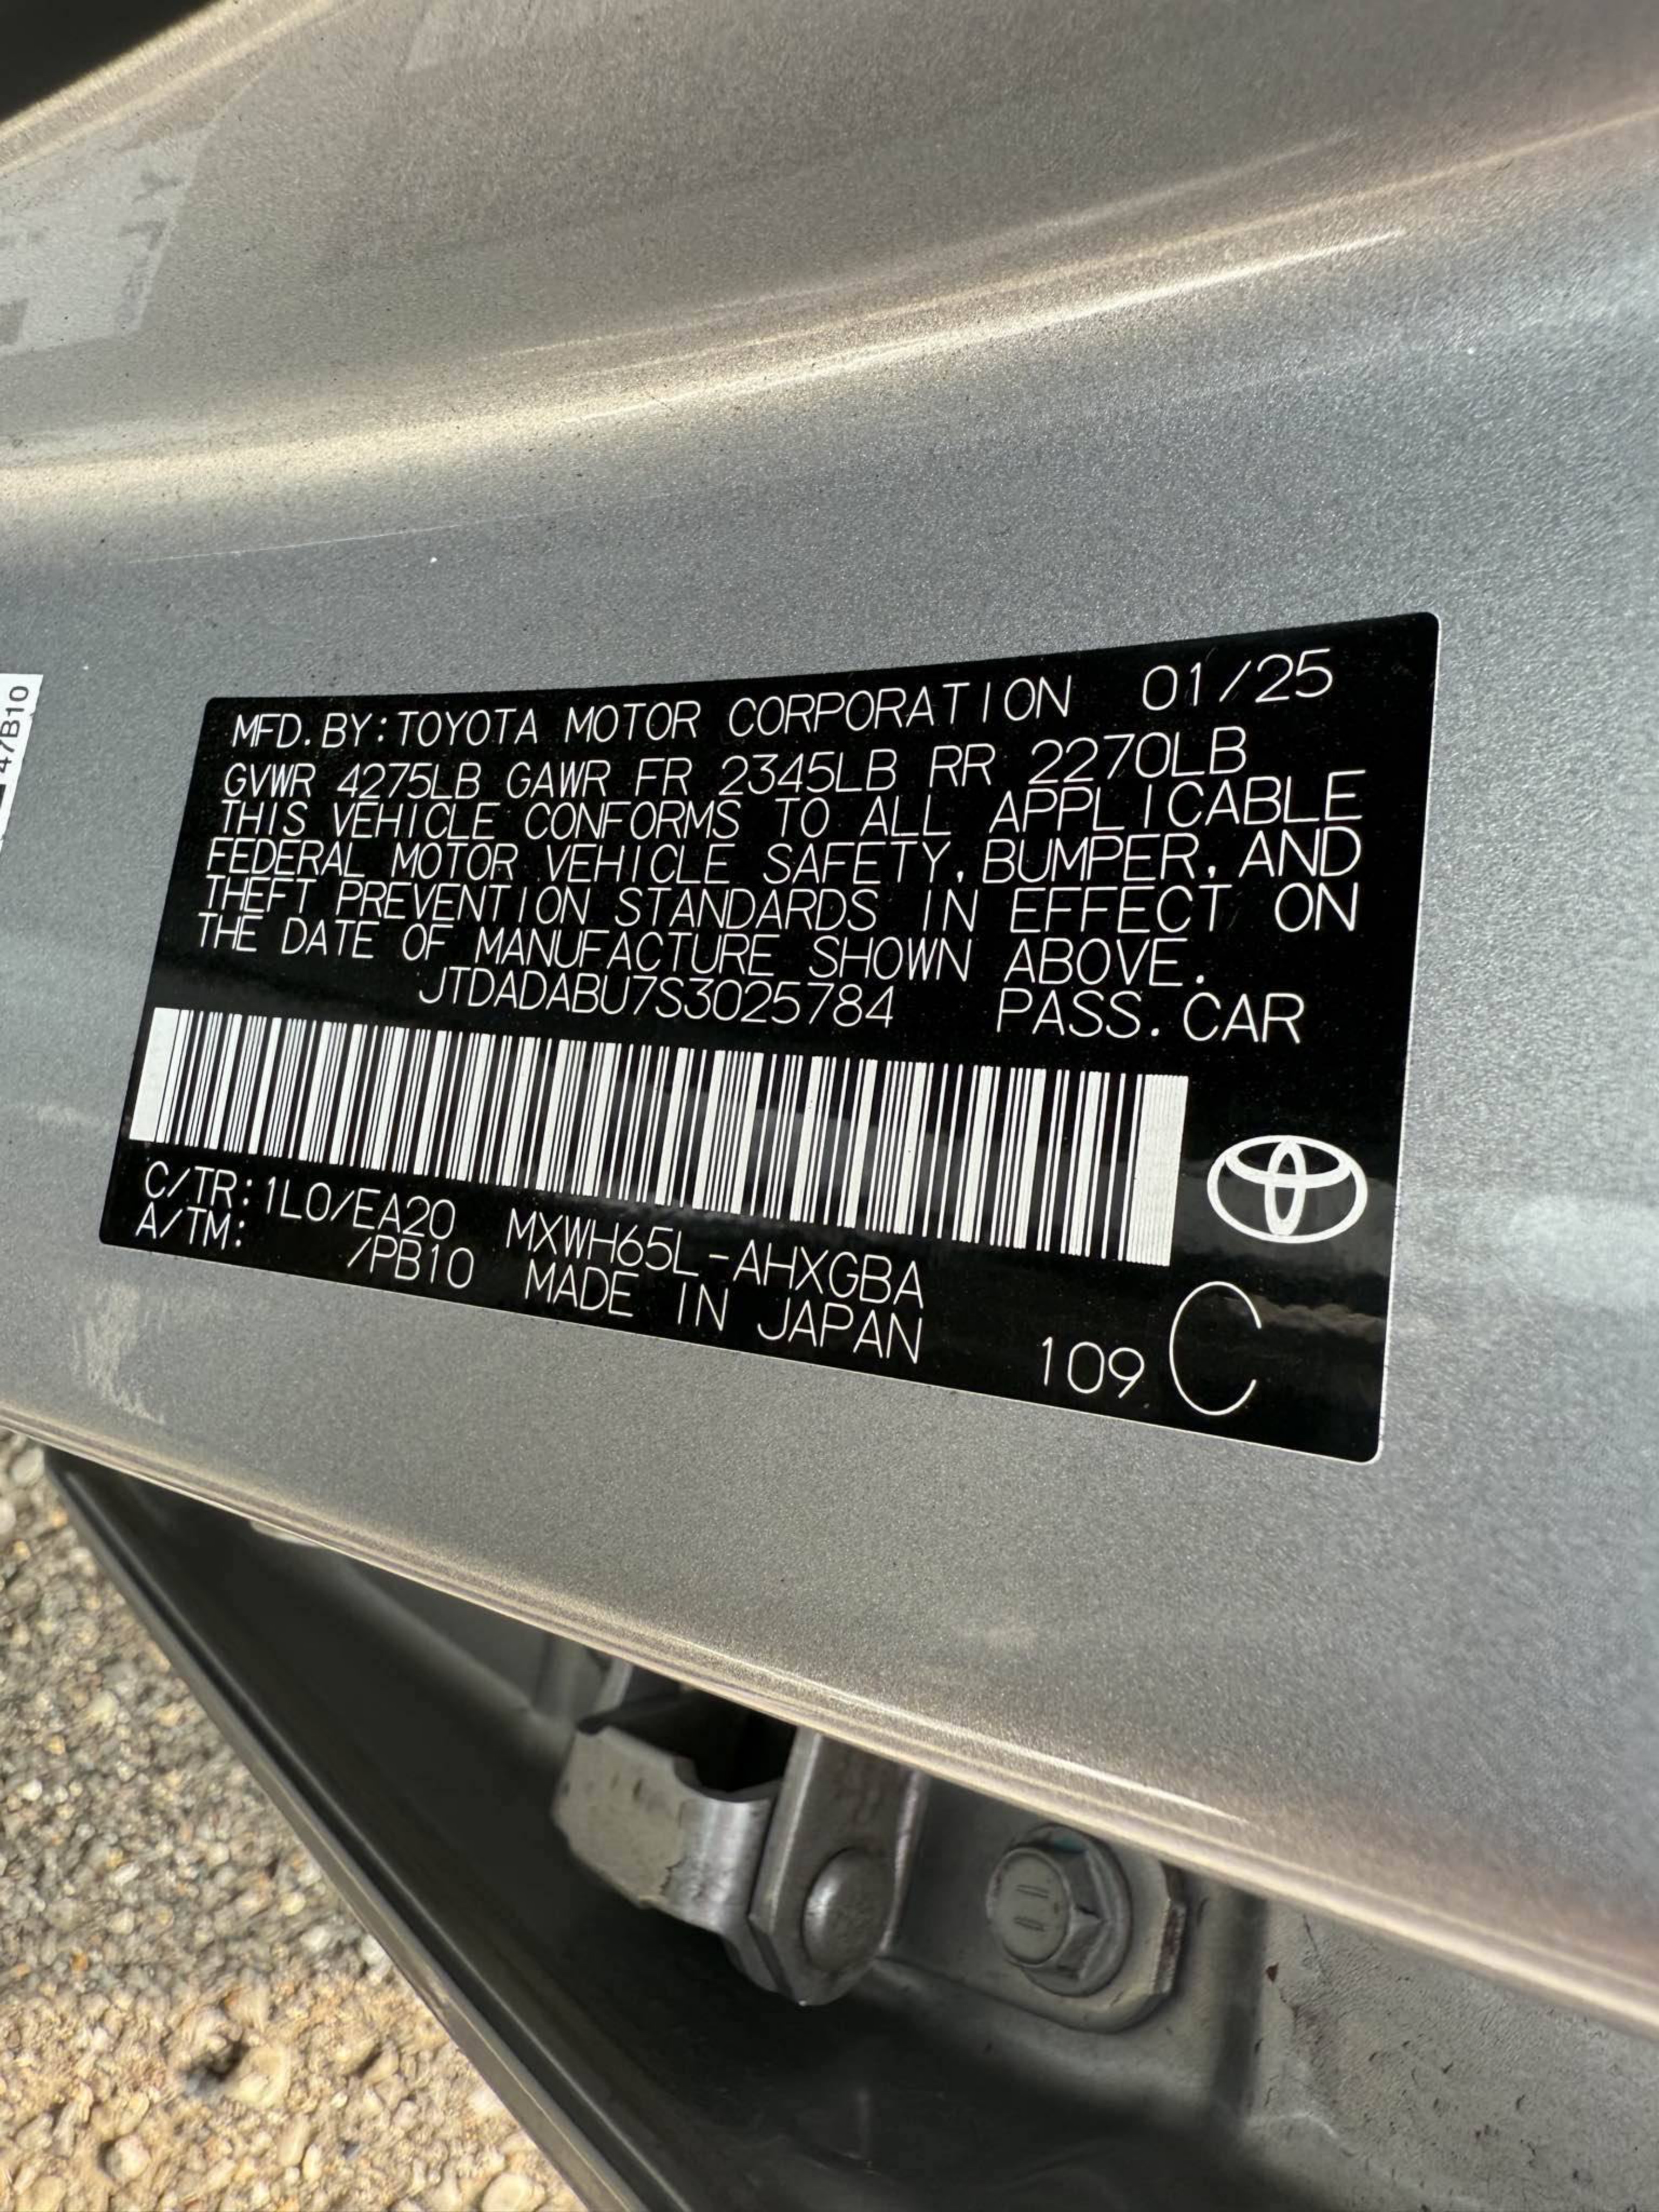 MFD.BY:TOYOTA MOTOR CORPORATION 01/25
GVWR 4275LB GAWR FR 2345LB RR 2270LB
THIS VEHICLE CONFORMS TO ALL APPLICABLE
FEDERAL MOTOR VEHICLE SAFETY, BUMPER, AND
THEFT PREVENTION STANDARDS IN EFFECT ON
THE DATE OF MANUFACTURE SHOWN ABOVE.
JTDADABU7S3025784 PASS.CAR
C/TR:1L0/EA20 MXWH65L-AHXGBA
A/TM: /PB10 MADE IN JAPAN
109 C
47B10